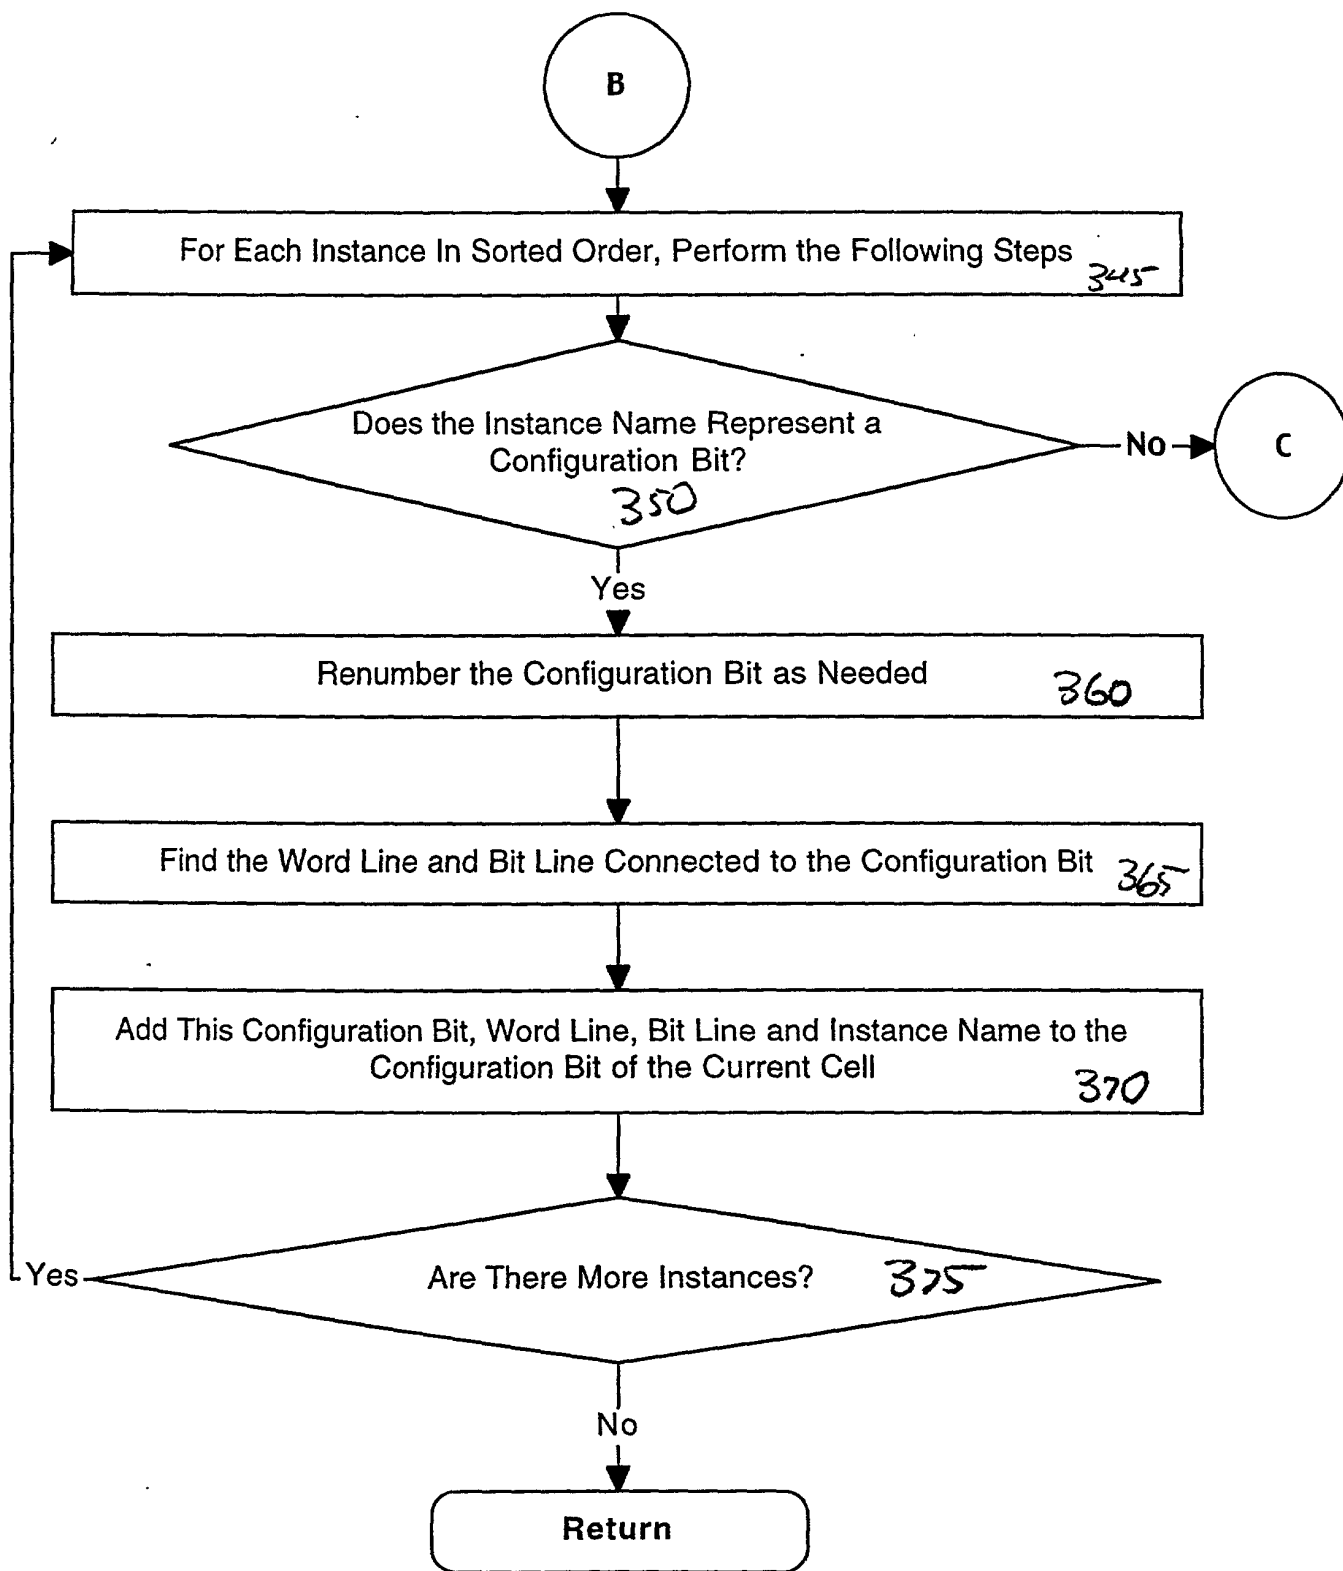 B
For Each Instance In Sorted Order, Perform the Following Steps
345
Does the Instance Name Represent a
Configuration Bit?
350
No
C
Yes
Renumber the Configuration Bit as Needed
360
Find the Word Line and Bit Line Connected to the Configuration Bit
365
Add This Configuration Bit, Word Line, Bit Line and Instance Name to the
Configuration Bit of the Current Cell
370
Yes
Are There More Instances?
375
No
Return